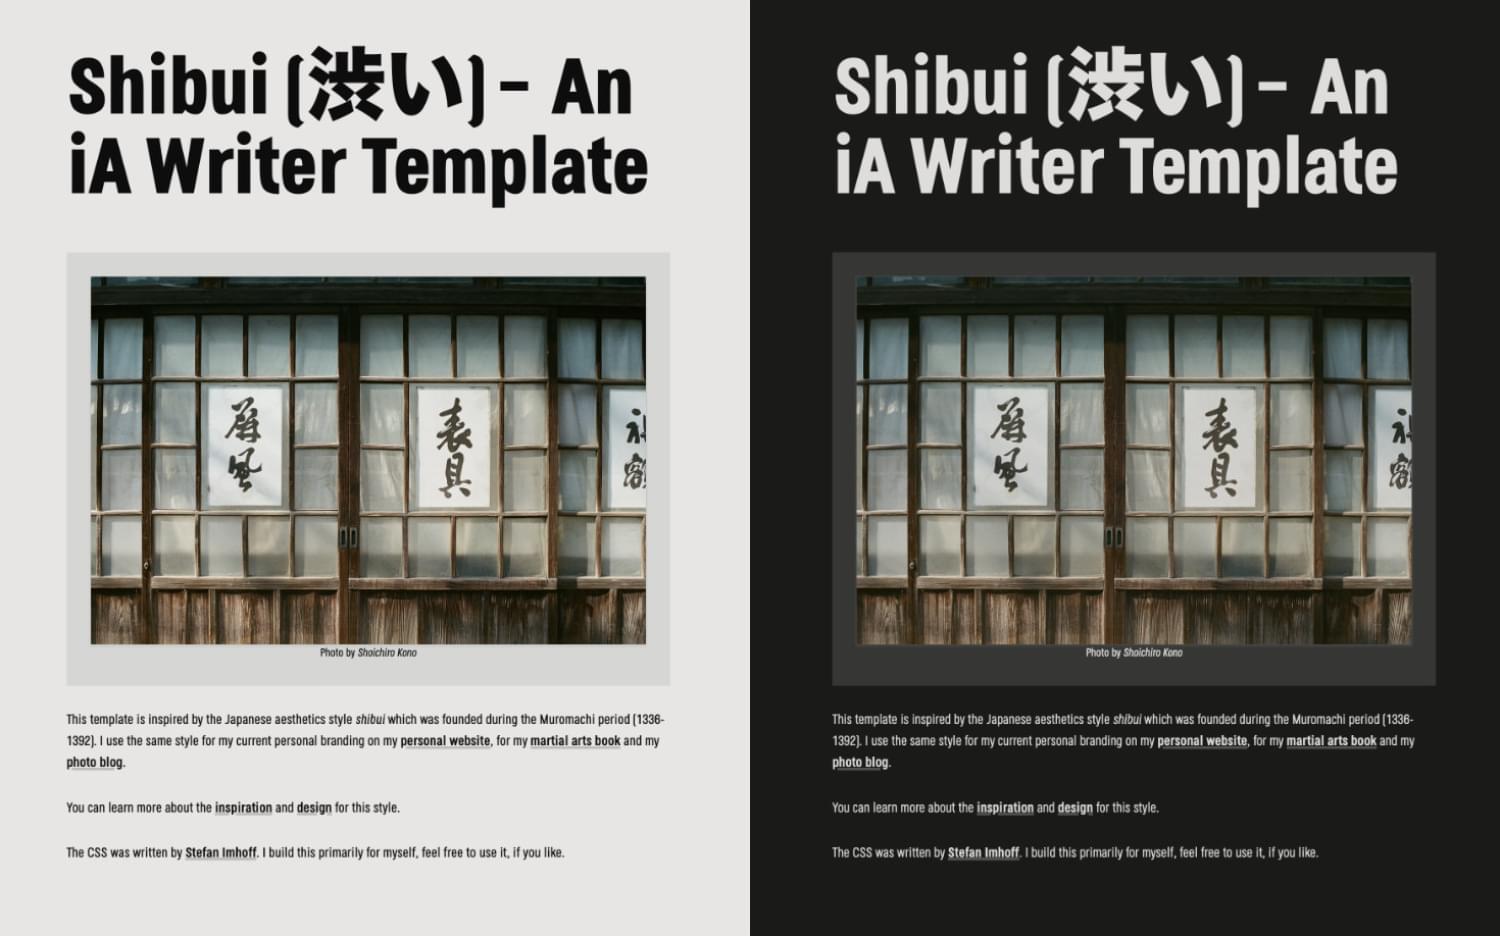 Shibui (渋い) – An
iA Writer Template
屏風
表具
Photo by Shoichiro Kono
This template is inspired by the Japanese aesthetics style shibui which was founded during the Muromachi period (1336-
1392). I use the same style for my current personal branding on my personal website, for my martial arts book and my
photo blog.
You can learn more about the inspiration and design for this style.
The CSS was written by Stefan Imhoff. I build this primarily for myself, feel free to use it, if you like.
Shibui (渋い) – An
iA Writer Template
屏風
表具
Photo by Shoichiro Kono
This template is inspired by the Japanese aesthetics style shibui which was founded during the Muromachi period (1336-
1392). I use the same style for my current personal branding on my personal website, for my martial arts book and my
photo blog.
You can learn more about the inspiration and design for this style.
The CSS was written by Stefan Imhoff. I build this primarily for myself, feel free to use it, if you like.